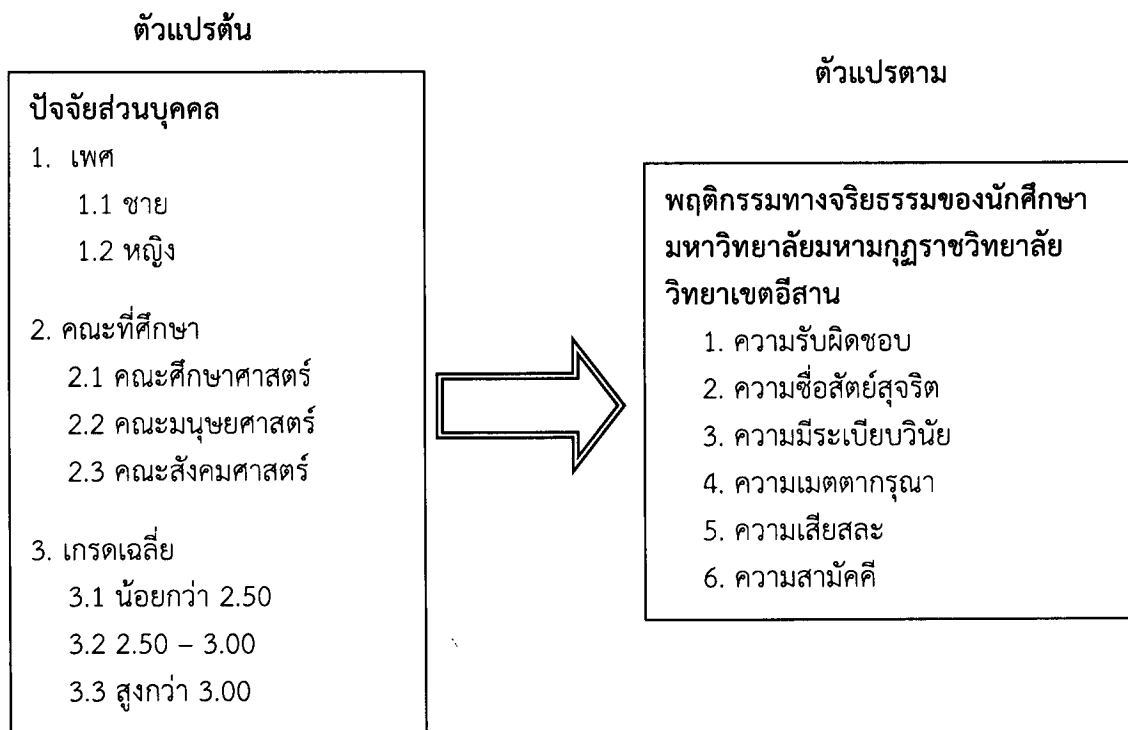 ตัวแปรต้น
ปัจจัยส่วนบุคคล
1. เพศ
1.1 ชาย
1.2 หญิง
2. คณะที่ศึกษา
2.1 คณะศึกษาศาสตร์
2.2 คณะมนุษยศาสตร์
2.3 คณะสังคมศาสตร์
3. เกรดเฉลี่ย
3.1 น้อยกว่า 2.50
3.2 2.50 – 3.00
3.3 สูงกว่า 3.00
ตัวแปรตาม
พฤติกรรมทางจริยธรรมของนักศึกษา
มหาวิทยาลัยมหามกุฏราชวิทยาลัย
วิทยาเขตอีสาน
1. ความรับผิดชอบ
2. ความซื่อสัตย์สุจริต
3. ความมีระเบียบวินัย
4. ความเมตตากรุณา
5. ความเสียสละ
6. ความสามัคคี